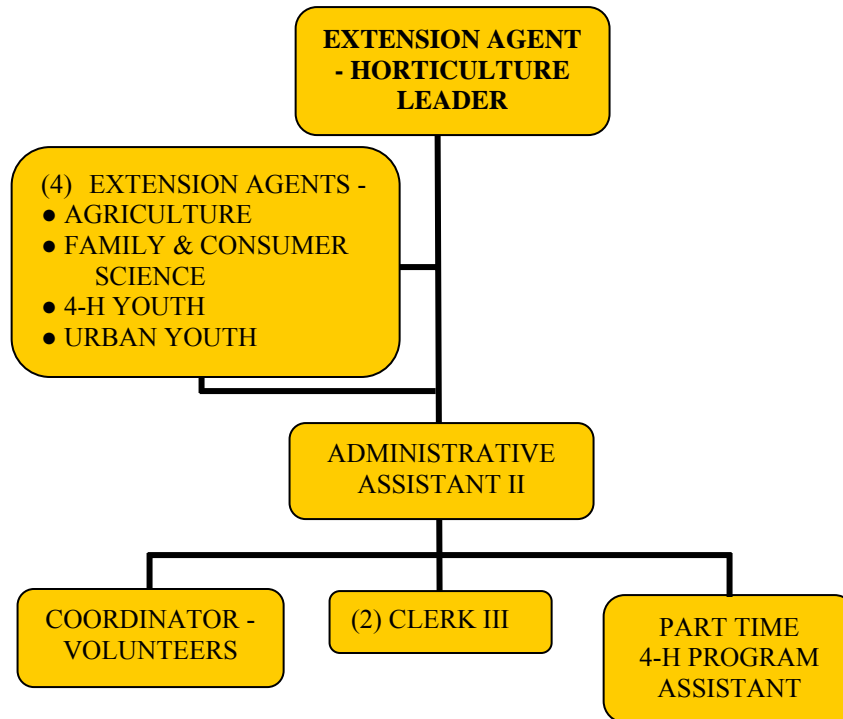 EXTENSION AGENT
- HORTICULTURE
LEADER
(4) EXTENSION AGENTS -
● AGRICULTURE
● FAMILY & CONSUMER
SCIENCE
● 4-H YOUTH
● URBAN YOUTH
ADMINISTRATIVE
ASSISTANT II
COORDINATOR -
VOLUNTEERS
(2) CLERK III
PART TIME
4-H PROGRAM
ASSISTANT